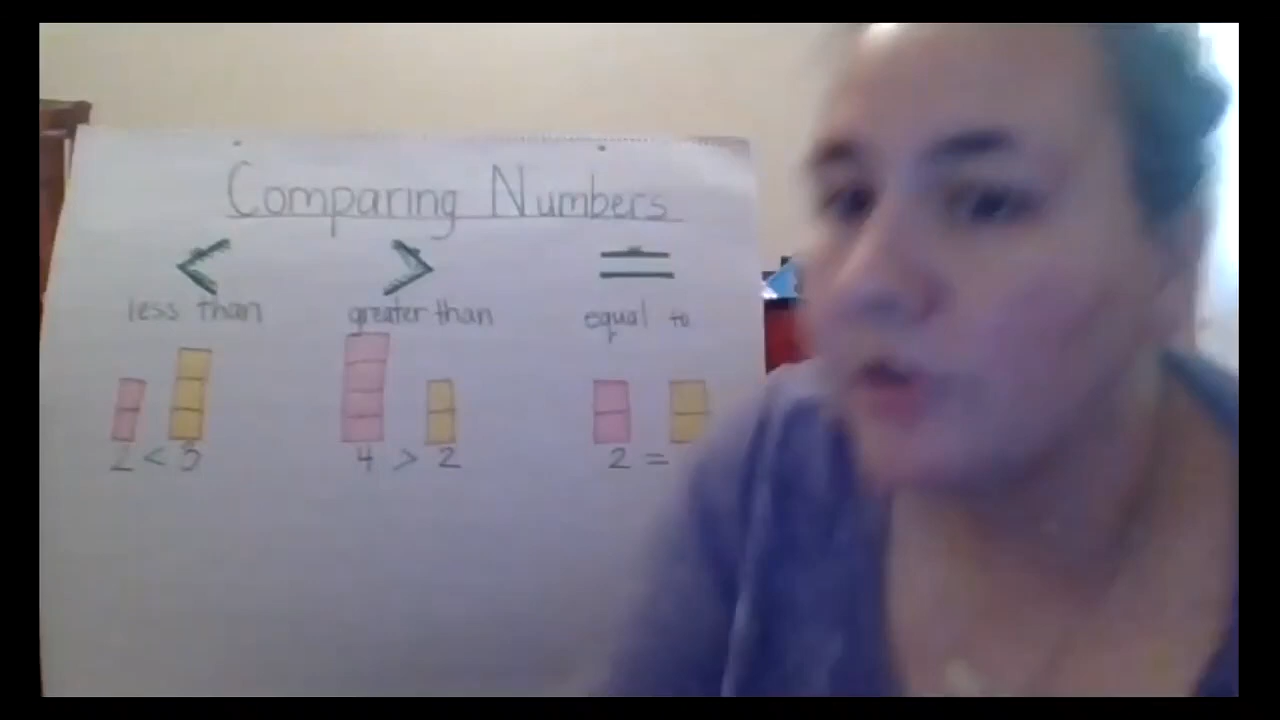 Comparing Numbers
< > =
less than greater than equal to
2 < 3 4 > 2 2 =